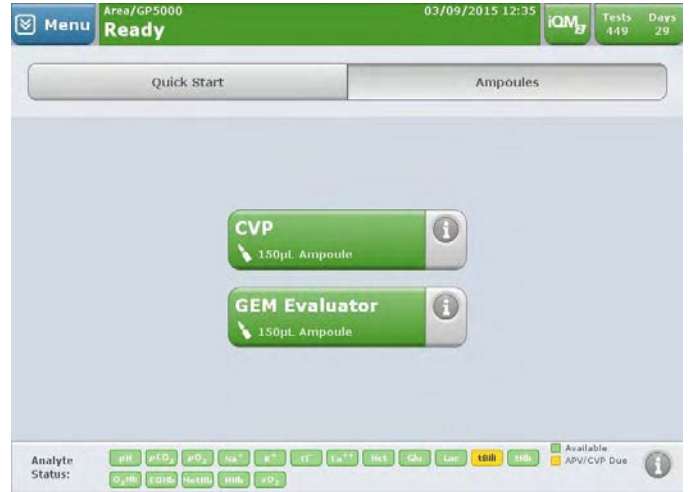 Menu
Area/GP5000
Ready
03/09/2015 12:35
iQM2
Tests Days
449 29
Quick Start
Ampoules
CVP
150µL Ampoule
GEM Evaluator
150µL Ampoule
Analyte
Status:
pH pCO₂ pO₂ Na⁺ K⁺ Cl⁻ Ca⁺⁺ Hct Glu Lac tBili tHb
O₂Hb COHb MetHb HHb sO₂
Available
APV/CVP Due